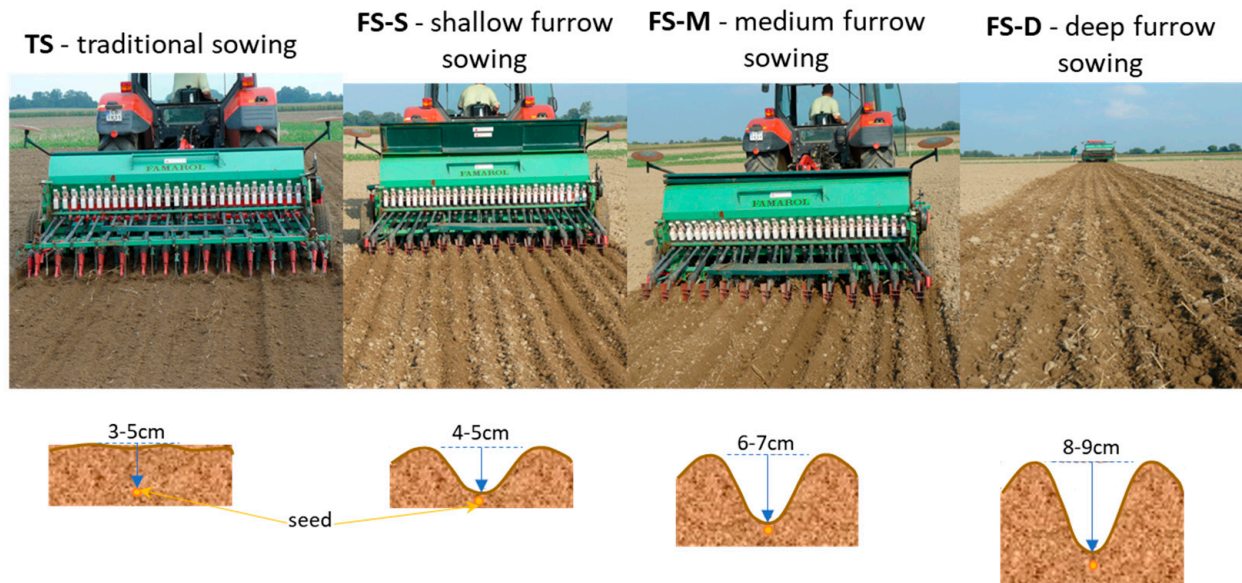 TS - traditional sowing
FS-S - shallow furrow
sowing
FS-M - medium furrow
sowing
FS-D - deep furrow
sowing
FAMAROL
FAMAROL
FAMAROL
3-5cm
4-5cm
6-7cm
8-9cm
seed